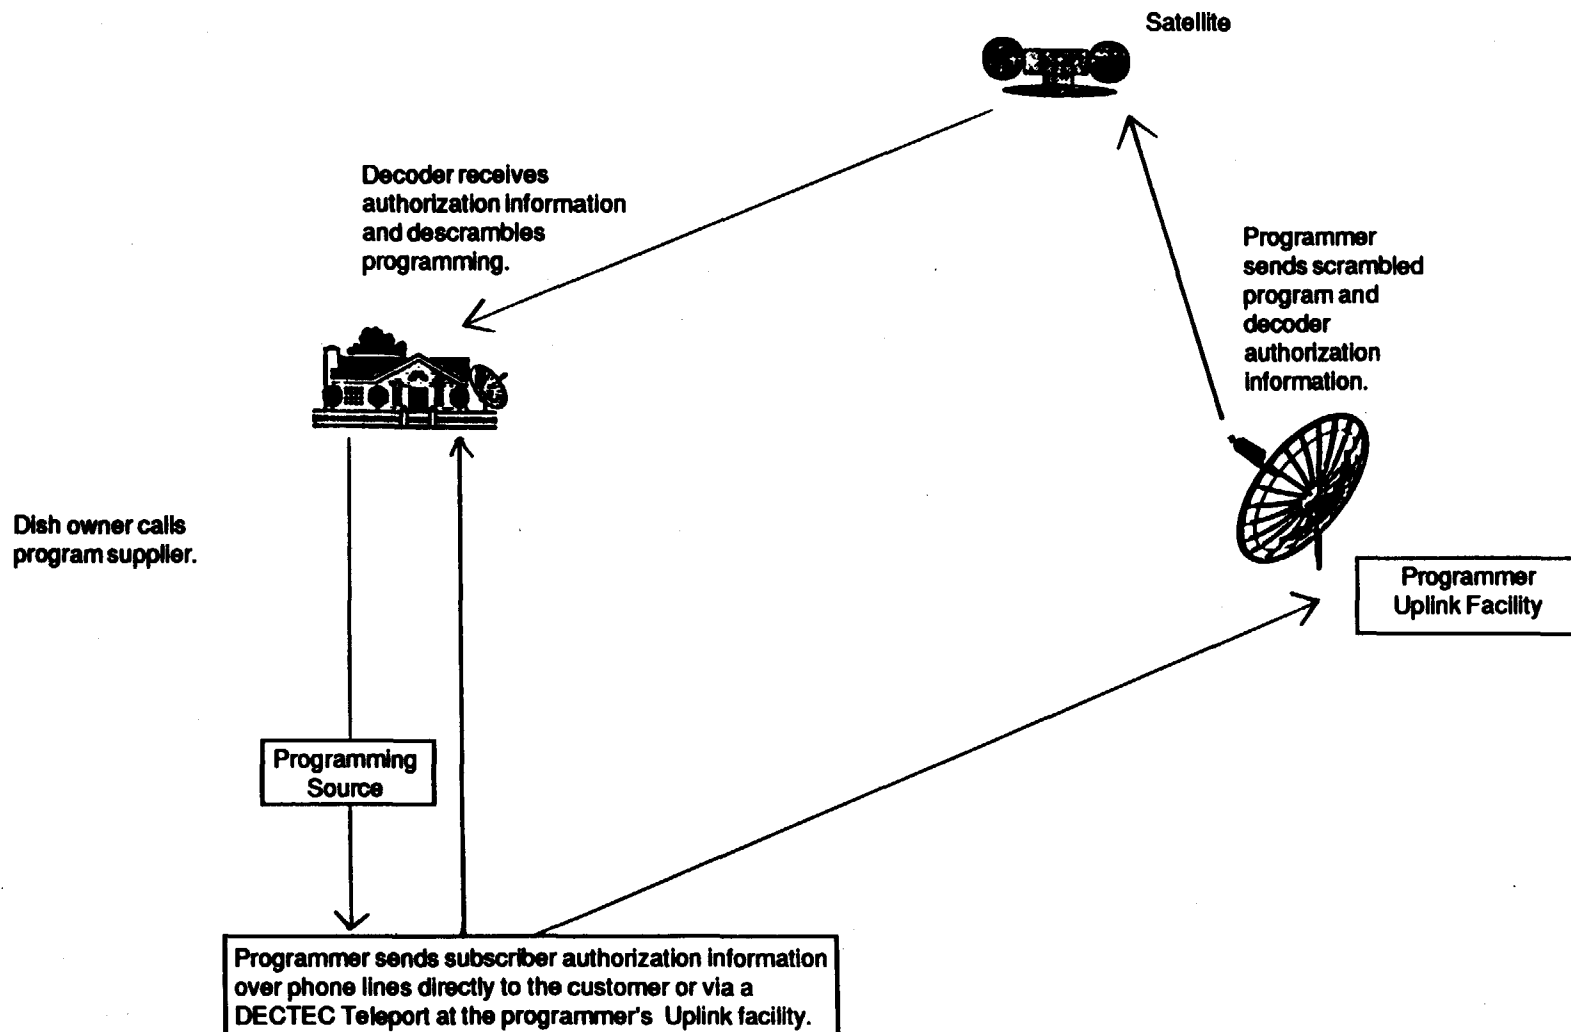 Satellite
Decoder receives
authorization information
and descrambles
programming.
Programmer
sends scrambled
program and
decoder
authorization
information.
Dish owner calls
program supplier.
Programmer
Uplink Facility
Programming
Source
Programmer sends subscriber authorization information
over phone lines directly to the customer or via a
DECTEC Teleport at the programmer's Uplink facility.